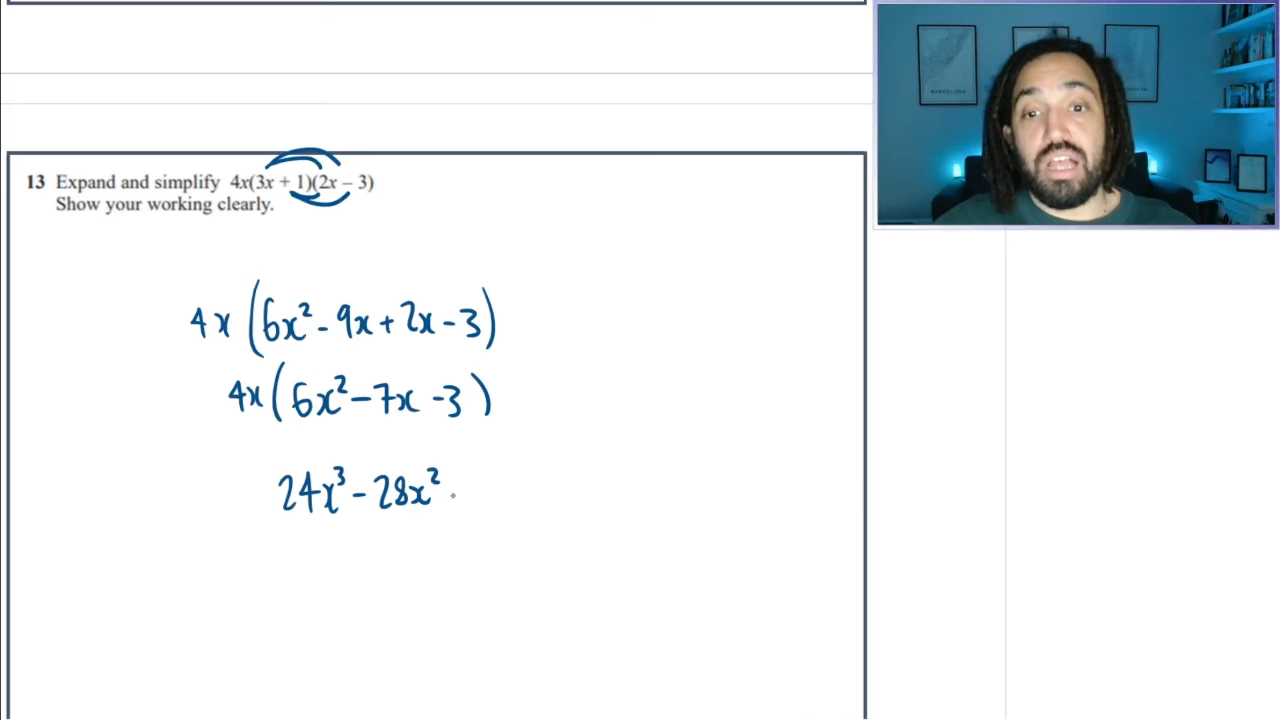 13 Expand and simplify 4x(3x + 1)(2x – 3)
Show your working clearly.
4x (6x² - 9x + 2x - 3)
4x (6x² - 7x - 3)
24x³ - 28x²
BARCELONA